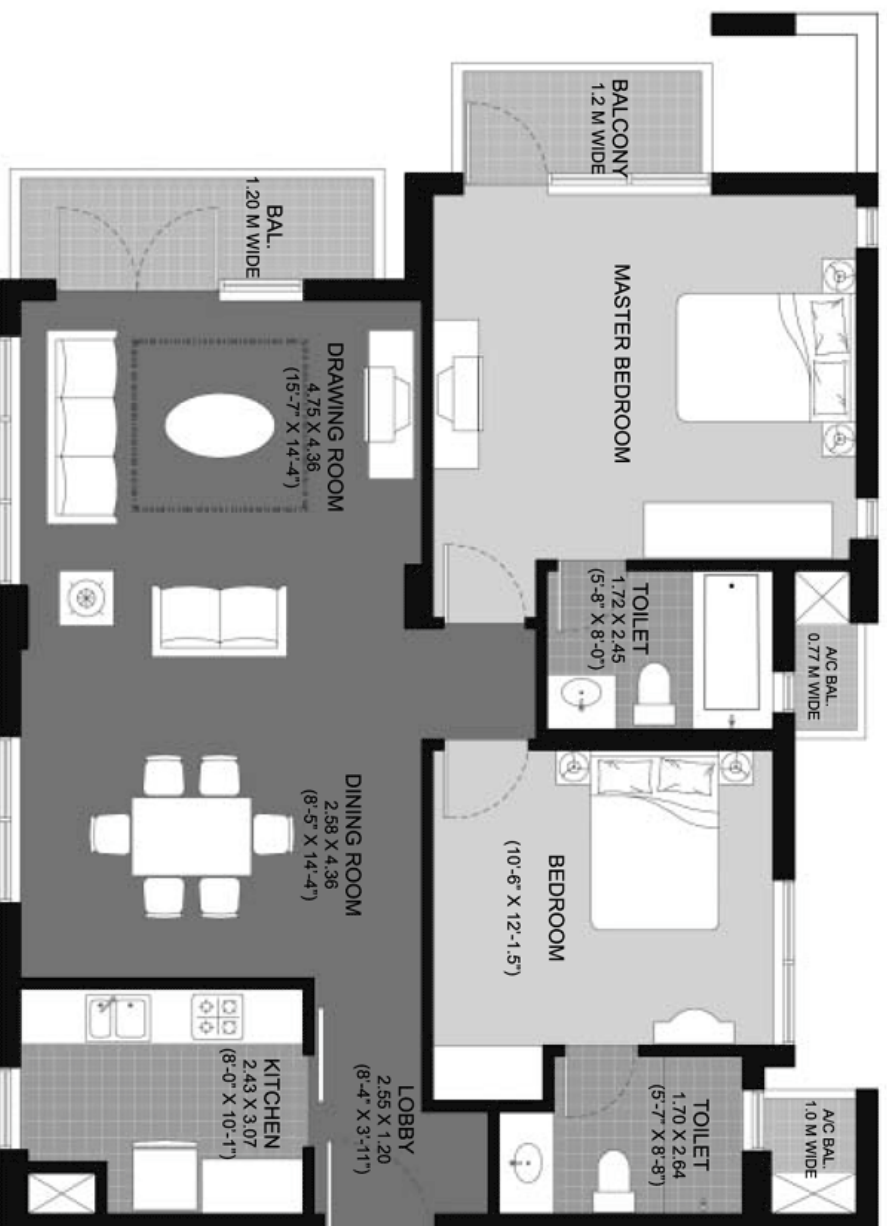 BALCONY
1.2 M WIDE
BAL.
1.20 M WIDE
MASTER BEDROOM
DRAWING ROOM
4.75 X 4.36
(15'-7" X 14'-4")
TOILET
1.72 X 2.45
(5'-8" X 8'-0")
A/C BAL.
0.77 M WIDE
DINING ROOM
2.58 X 4.36
(8'-5" X 14'-4")
BEDROOM
(10'-6" X 12'-1.5")
KITCHEN
2.43 X 3.07
(8'-0" X 10'-1")
LOBBY
2.55 X 1.20
(8'-4" X 3'-11")
TOILET
1.70 X 2.64
(5'-7" X 8'-8")
A/C BAL.
1.0 M WIDE